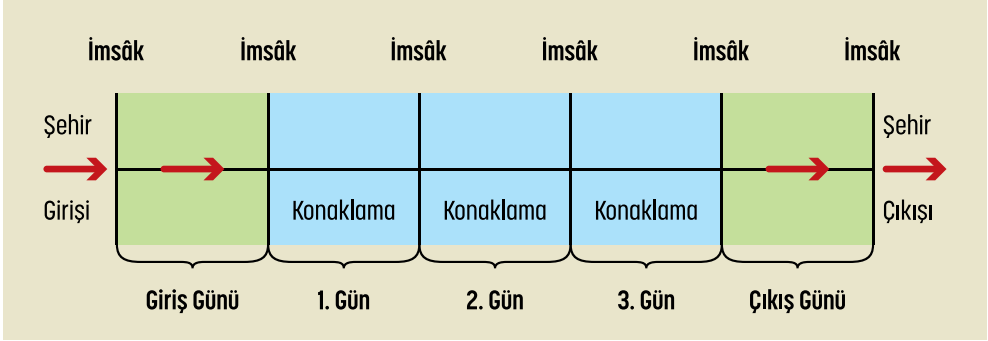 İmsâk İmsâk İmsâk İmsâk İmsâk İmsâk
Şehir Şehir
Girişi Konaklama Konaklama Konaklama Çıkışı
Giriş Günü 1. Gün 2. Gün 3. Gün Çıkış Günü